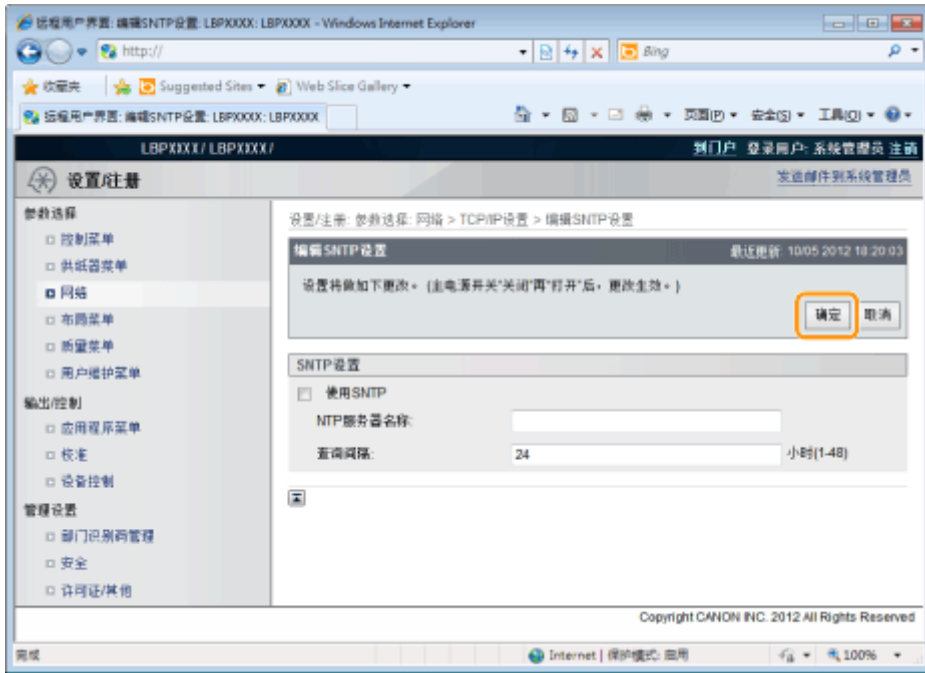 远程用户界面: 编辑SNTP设置: LBPXXXX: LBPXXXX - Windows Internet Explorer
http://
Bing
收藏夹 Suggested Sites Web Slice Gallery
远程用户界面: 编辑SNTP设置: LBPXXXX: LBPXXXX
页面(P) 安全(S) 工具(O)
LBPXXXX / LBPXXXX /
到门户 登录用户: 系统管理员 注销
设置/注册
发送邮件到系统管理员
参数选择
控制菜单
供纸器菜单
网络
布局菜单
质量菜单
用户维护菜单
输出/控制
应用程序菜单
校准
设备控制
管理设置
部门识别码管理
安全
许可证/其他
设置/注册: 参数选择: 网络 > TCP/IP设置 > 编辑SNTP设置
编辑SNTP设置
最近更新: 10/05 2012 18:20:03
设置将做如下更改。(主电源开关"关闭"再"打开"后，更改生效。)
确定 取消
SNTP设置
使用SNTP
NTP服务器名称:
查询间隔: 24 小时(1-48)
Copyright CANON INC. 2012 All Rights Reserved
完成
Internet | 保护模式: 启用
100%